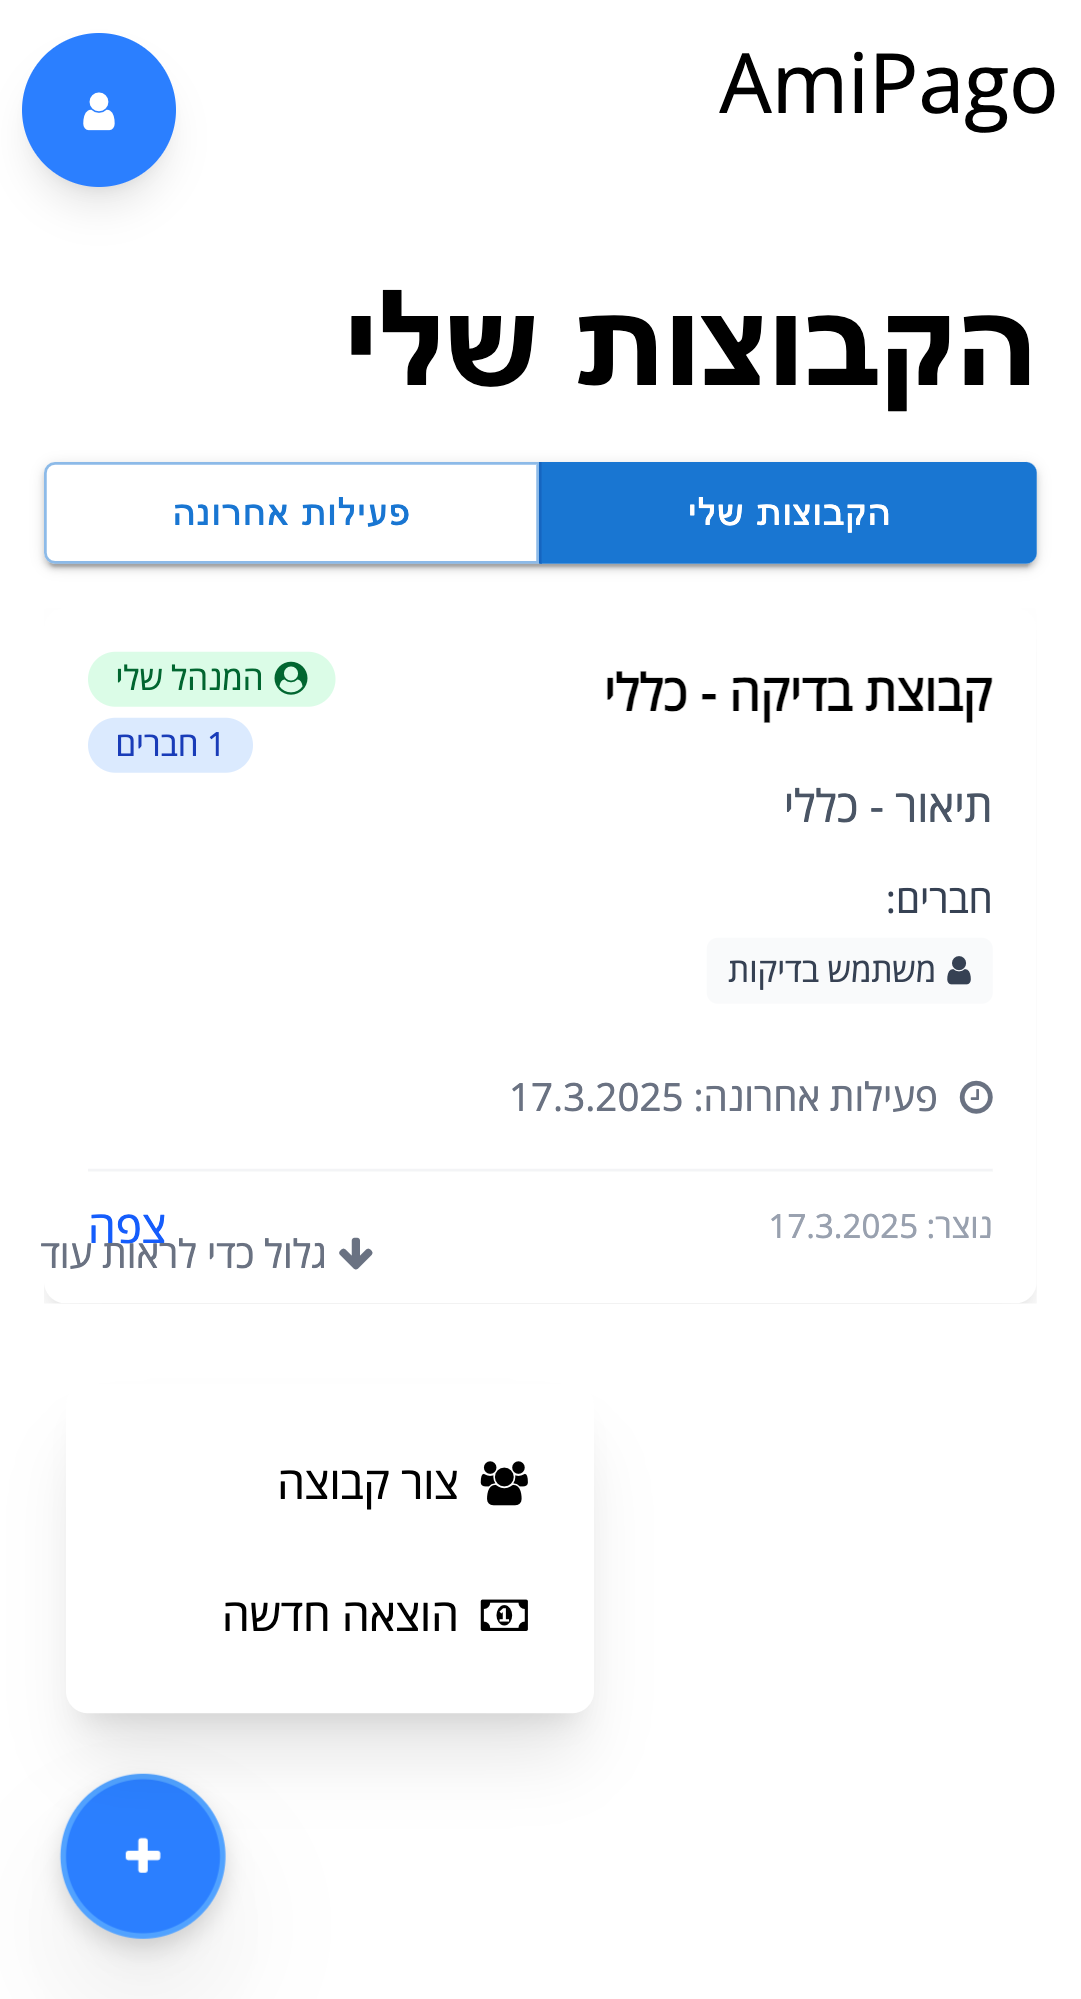 AmiPago
הקבוצות שלי
הקבוצות שלי
פעילות אחרונה
קבוצת בדיקה - כללי
המנהל שלי
1 חברים
תיאור - כללי
חברים:
משתמש בדיקות
פעילות אחרונה: 17.3.2025
נוצר: 17.3.2025
צפה
גלול כדי לראות עוד
צור קבוצה
הוצאה חדשה